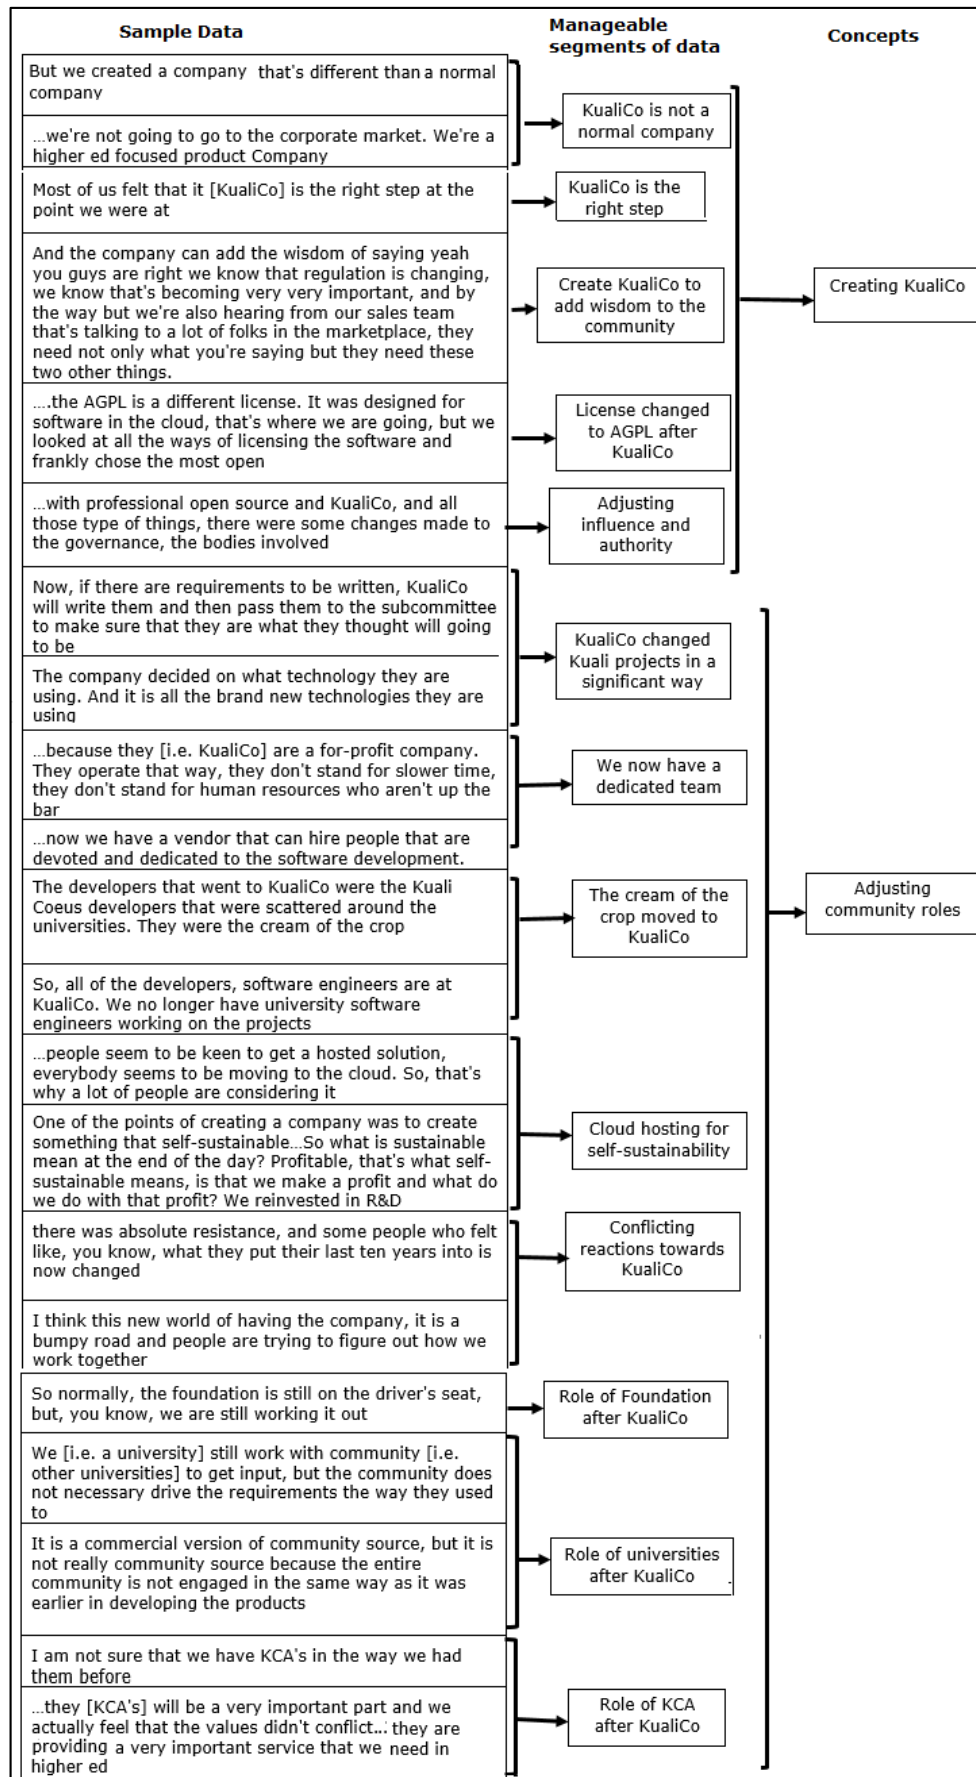 Sample Data
Manageable
segments of data
Concepts
But we created a company that's different than a normal
company
...we're not going to go to the corporate market. We're a
higher ed focused product Company
KualiCo is not a
normal company
Most of us felt that it [KualiCo] is the right step at the
point we were at
KualiCo is the
right step
And the company can add the wisdom of saying yeah
you guys are right we know that regulation is changing,
we know that's becoming very very important, and by
the way but we're also hearing from our sales team
that's talking to a lot of folks in the marketplace, they
need not only what you're saying but they need these
two other things.
Create KualiCo to
add wisdom to the
community
Creating KualiCo
....the AGPL is a different license. It was designed for
software in the cloud, that's where we are going, but we
looked at all the ways of licensing the software and
frankly chose the most open
License changed
to AGPL after
KualiCo
...with professional open source and KualiCo, and all
those type of things, there were some changes made to
the governance, the bodies involved
Adjusting
influence and
authority
Now, if there are requirements to be written, KualiCo
will write them and then pass them to the subcommittee
to make sure that they are what they thought will going
to be
The company decided on what technology they are
using. And it is all the brand new technologies they are
using
KualiCo changed
Kuali projects in a
significant way
...because they [i.e. KualiCo] are a for-profit company.
They operate that way, they don't stand for slower time,
they don't stand for human resources who aren't up the
bar
...now we have a vendor that can hire people that are
devoted and dedicated to the software development.
We now have a
dedicated team
The developers that went to KualiCo were the Kuali
Coeus developers that were scattered around the
universities. They were the cream of the crop
So, all of the developers, software engineers are at
KualiCo. We no longer have university software
engineers working on the projects
The cream of the
crop moved to
KualiCo
Adjusting
community roles
...people seem to be keen to get a hosted solution,
everybody seems to be moving to the cloud. So, that's
why a lot of people are considering it
One of the points of creating a company was to create
something that self-sustainable...So what is sustainable
mean at the end of the day? Profitable, that's what self-
sustainable means, is that we make a profit and what do
we do with that profit? We reinvested in R&D
Cloud hosting for
self-sustainability
there was absolute resistance, and some people who felt
like, you know, what they put their last ten years into is
now changed
I think this new world of having the company, it is a
bumpy road and people are trying to figure out how we
work together
Conflicting
reactions towards
KualiCo
So normally, the foundation is still on the driver's seat,
but, you know, we are still working it out
Role of Foundation
after KualiCo
We [i.e. a university] still work with community [i.e.
other universities] to get input, but the community does
not necessary drive the requirements the way they used
to
It is a commercial version of community source, but it is
not really community source because the entire
community is not engaged in the same way as it was
earlier in developing the products
Role of universities
after KualiCo
I am not sure that we have KCA's in the way we had
them before
...they [KCA's] will be a very important part and we
actually feel that the values didn't conflict... they are
providing a very important service that we need in
higher ed
Role of KCA
after KualiCo